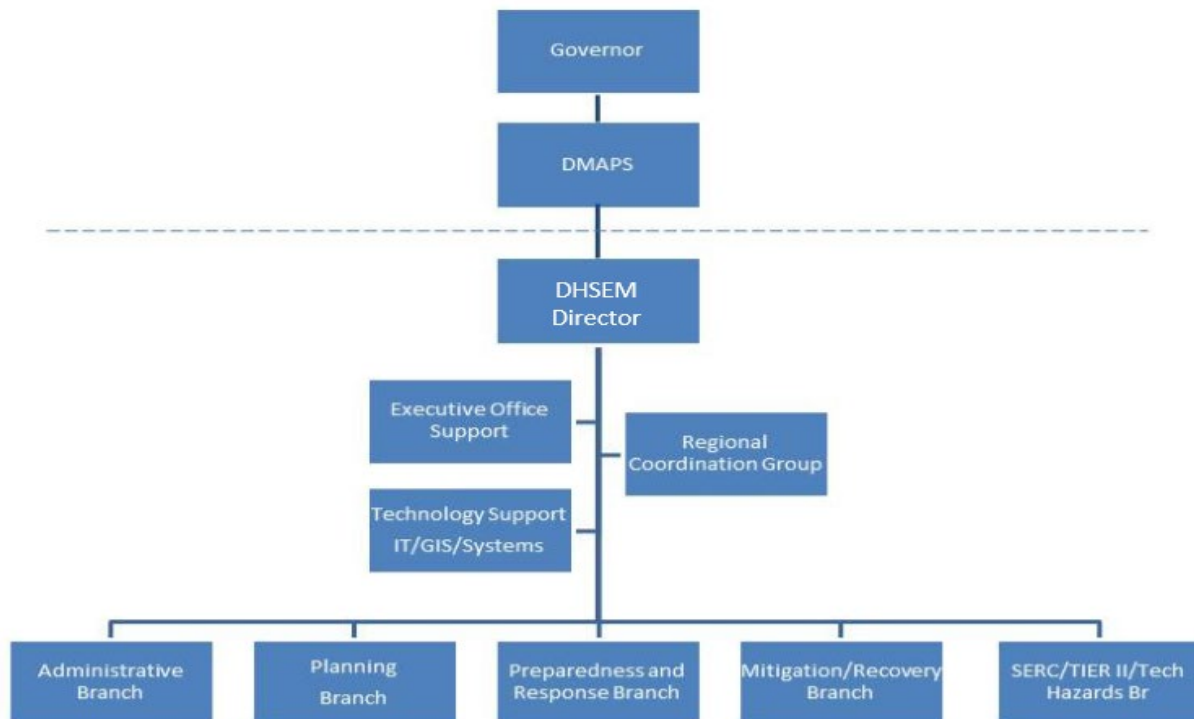 Governor
DMAPS
DHSEM
Director
Executive Office
Support
Regional
Coordination Group
Technology Support
IT/GIS/Systems
Administrative
Branch
Planning
Branch
Preparedness and
Response Branch
Mitigation/Recovery
Branch
SERC/TIER II/Tech
Hazards Br